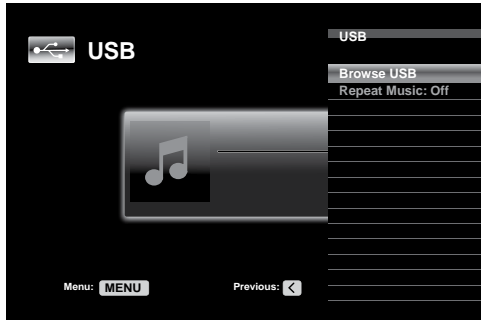 USB
USB
Browse USB
Repeat Music: Off
Menu: MENU
Previous: <